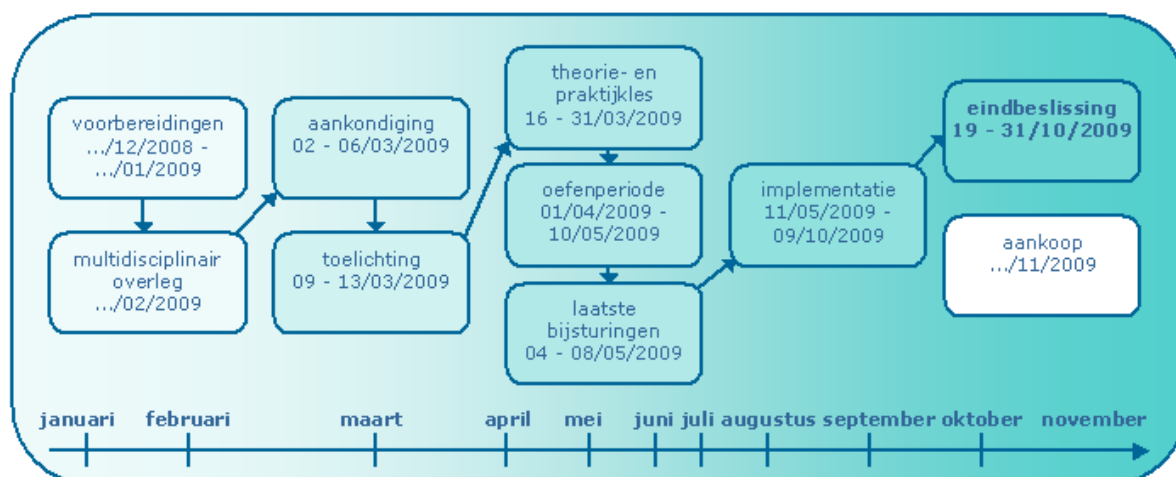 voorbereidingen
.../12/2008 -
.../01/2009
multidisciplinair
overleg
.../02/2009
aankondiging
02 - 06/03/2009
toelichting
09 - 13/03/2009
theorie- en
praktijkles
16 - 31/03/2009
oefenperiode
01/04/2009 -
10/05/2009
laatste
bijsturingen
04 - 08/05/2009
implementatie
11/05/2009 -
09/10/2009
eindbeslissing
19 - 31/10/2009
aankoop
.../11/2009
januari februari maart april mei juni juli augustus september oktober november